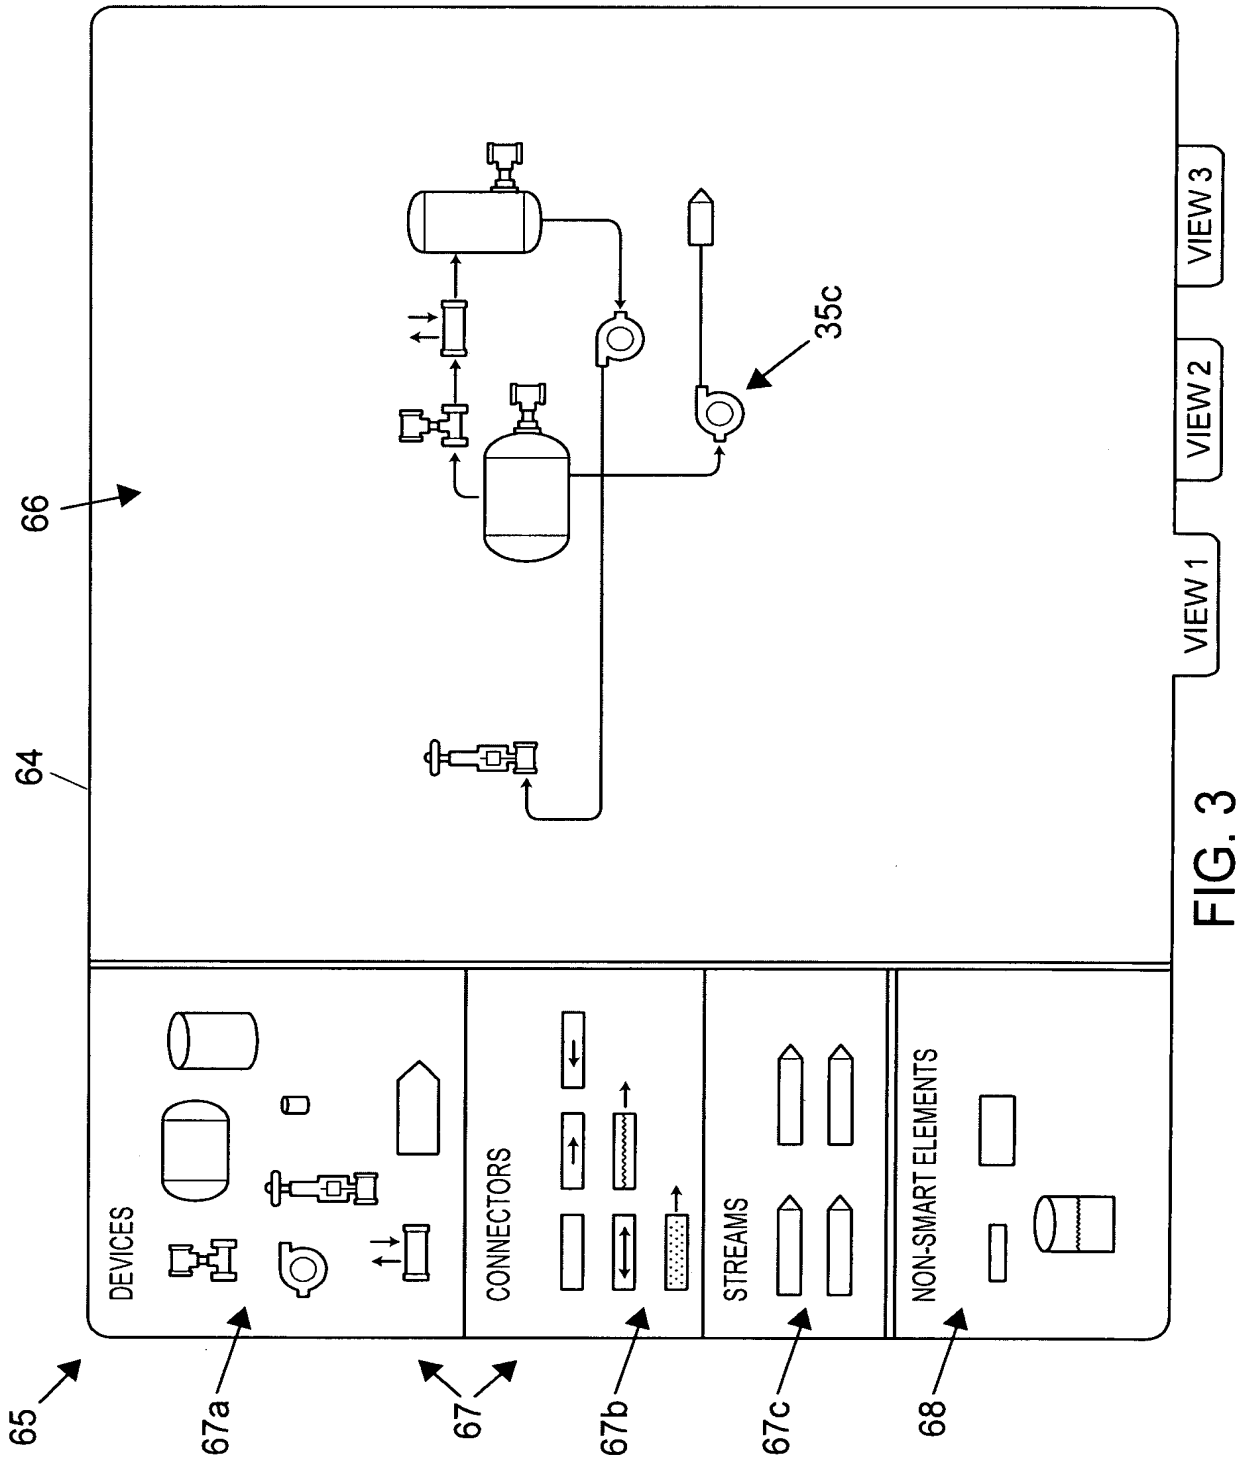 65
64
66
67a
DEVICES
67
CONNECTORS
67b
STREAMS
67c
NON-SMART ELEMENTS
68
35c
VIEW 1
VIEW 2
VIEW 3
FIG. 3